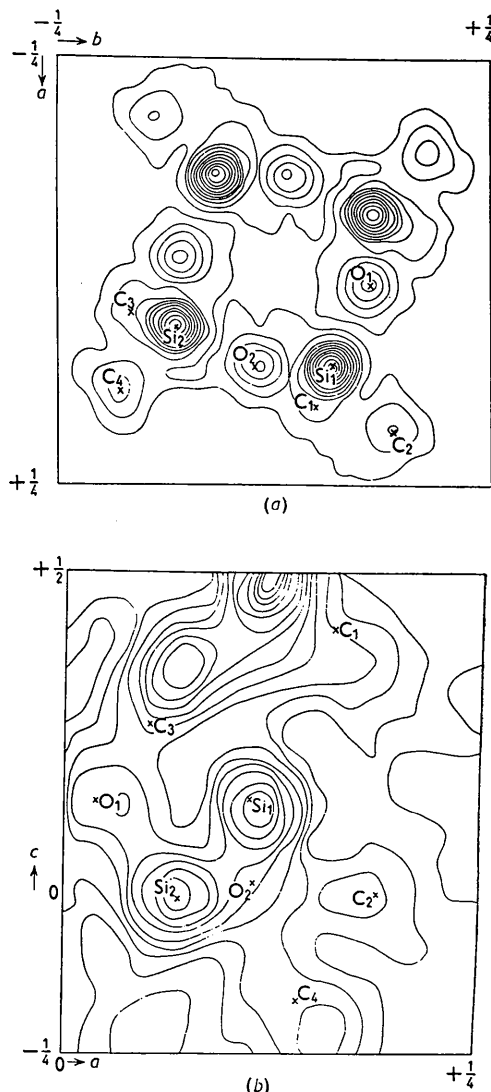 -1/4 b +1/4
-1/4
a
O1
C3
Si2
O2
Si1
C4
C1
C2
+1/4
(a)
+1/2
C1
C3
O1
Si1
c
0
Si2
O2
C2
C4
-1/4
0 a +1/4
(b)